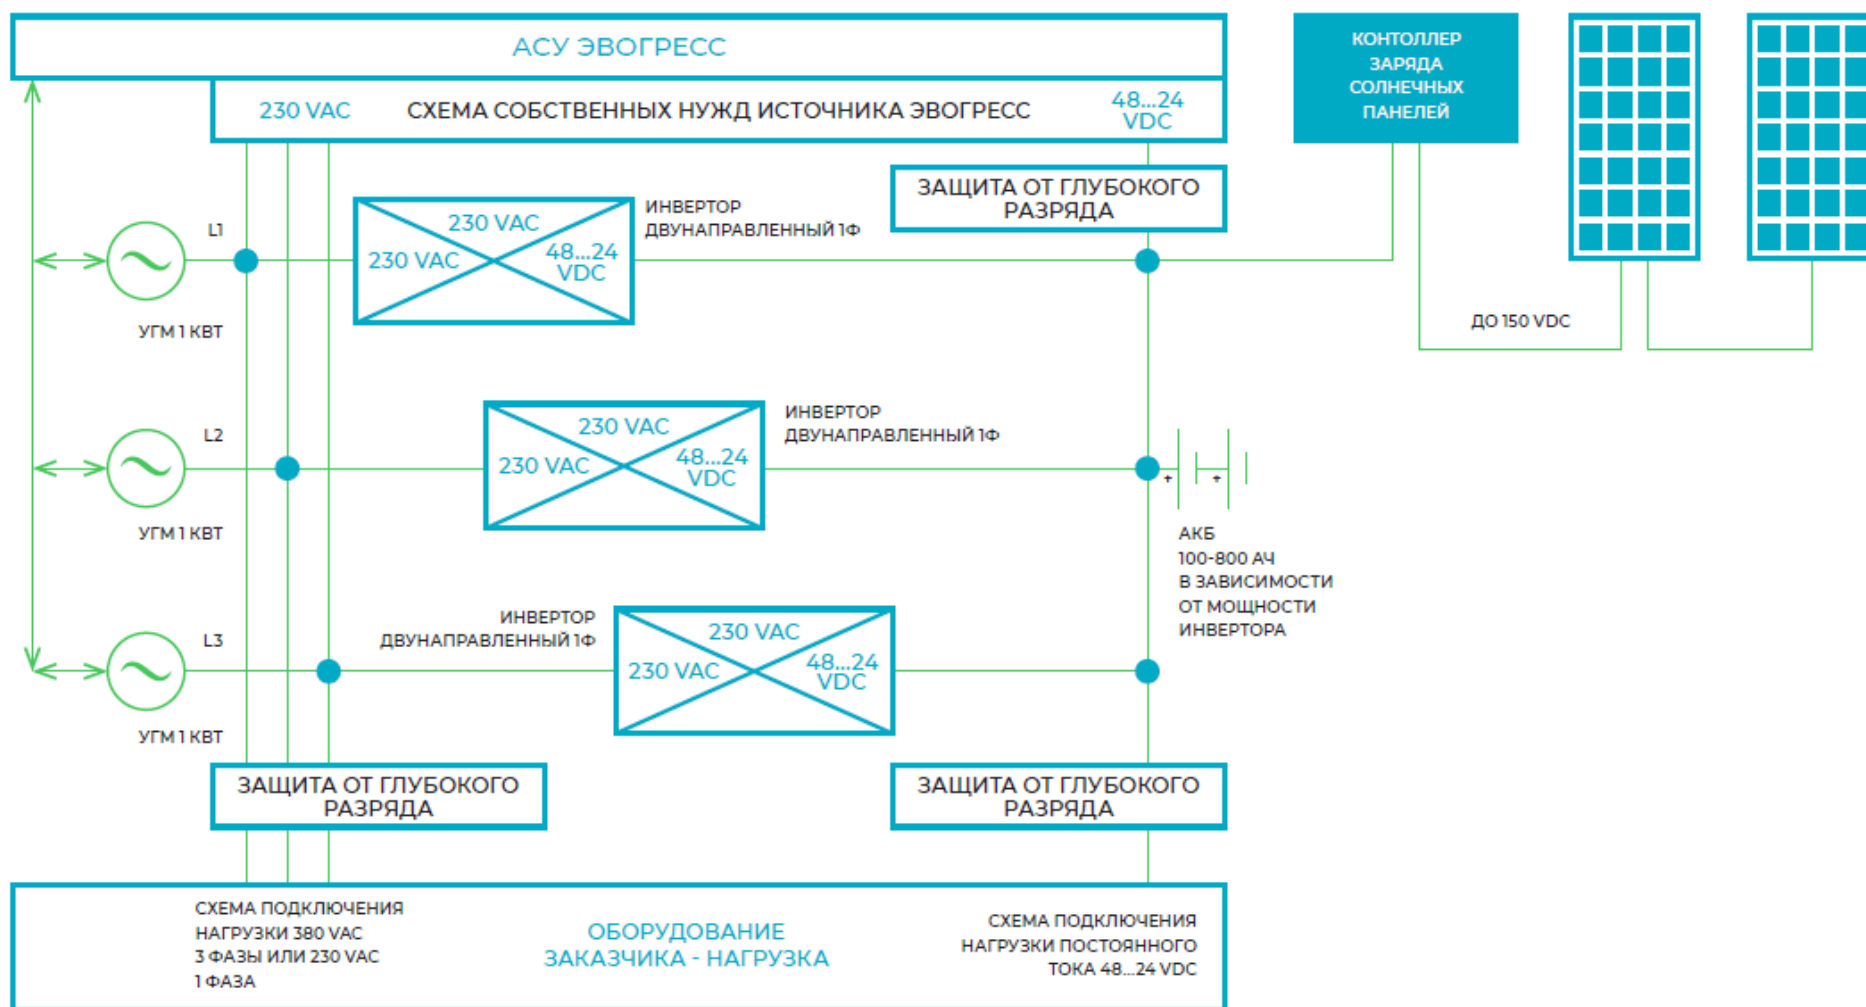 АСУ ЭВОГРЕСС
230 VAC
СХЕМА СОБСТВЕННЫХ НУЖД ИСТОЧНИКА ЭВОГРЕСС
48...24
VDC
КОНТОЛЛЕР
ЗАРЯДА
СОЛНЕЧНЫХ
ПАНЕЛЕЙ
ЗАЩИТА ОТ ГЛУБОКОГО
РАЗРЯДА
L1
УГМ 1 КВТ
230 VAC
230 VAC
48...24
VDC
ИНВЕРТОР
ДВУНАПРАВЛЕННЫЙ 1Ф
ДО 150 VDC
L2
УГМ 1 КВТ
230 VAC
230 VAC
48...24
VDC
ИНВЕРТОР
ДВУНАПРАВЛЕННЫЙ 1Ф
+ +
АКБ
100-800 АЧ
В ЗАВИСИМОСТИ
ОТ МОЩНОСТИ
ИНВЕРТОРА
L3
УГМ 1 КВТ
ИНВЕРТОР
ДВУНАПРАВЛЕННЫЙ 1Ф
230 VAC
230 VAC
48...24
VDC
ЗАЩИТА ОТ ГЛУБОКОГО
РАЗРЯДА
ЗАЩИТА ОТ ГЛУБОКОГО
РАЗРЯДА
СХЕМА ПОДКЛЮЧЕНИЯ
НАГРУЗКИ 380 VAC
3 ФАЗЫ ИЛИ 230 VAC
1 ФАЗА
ОБОРУДОВАНИЕ
ЗАКАЗЧИКА - НАГРУЗКА
СХЕМА ПОДКЛЮЧЕНИЯ
НАГРУЗКИ ПОСТОЯННОГО
ТОКА 48...24 VDC